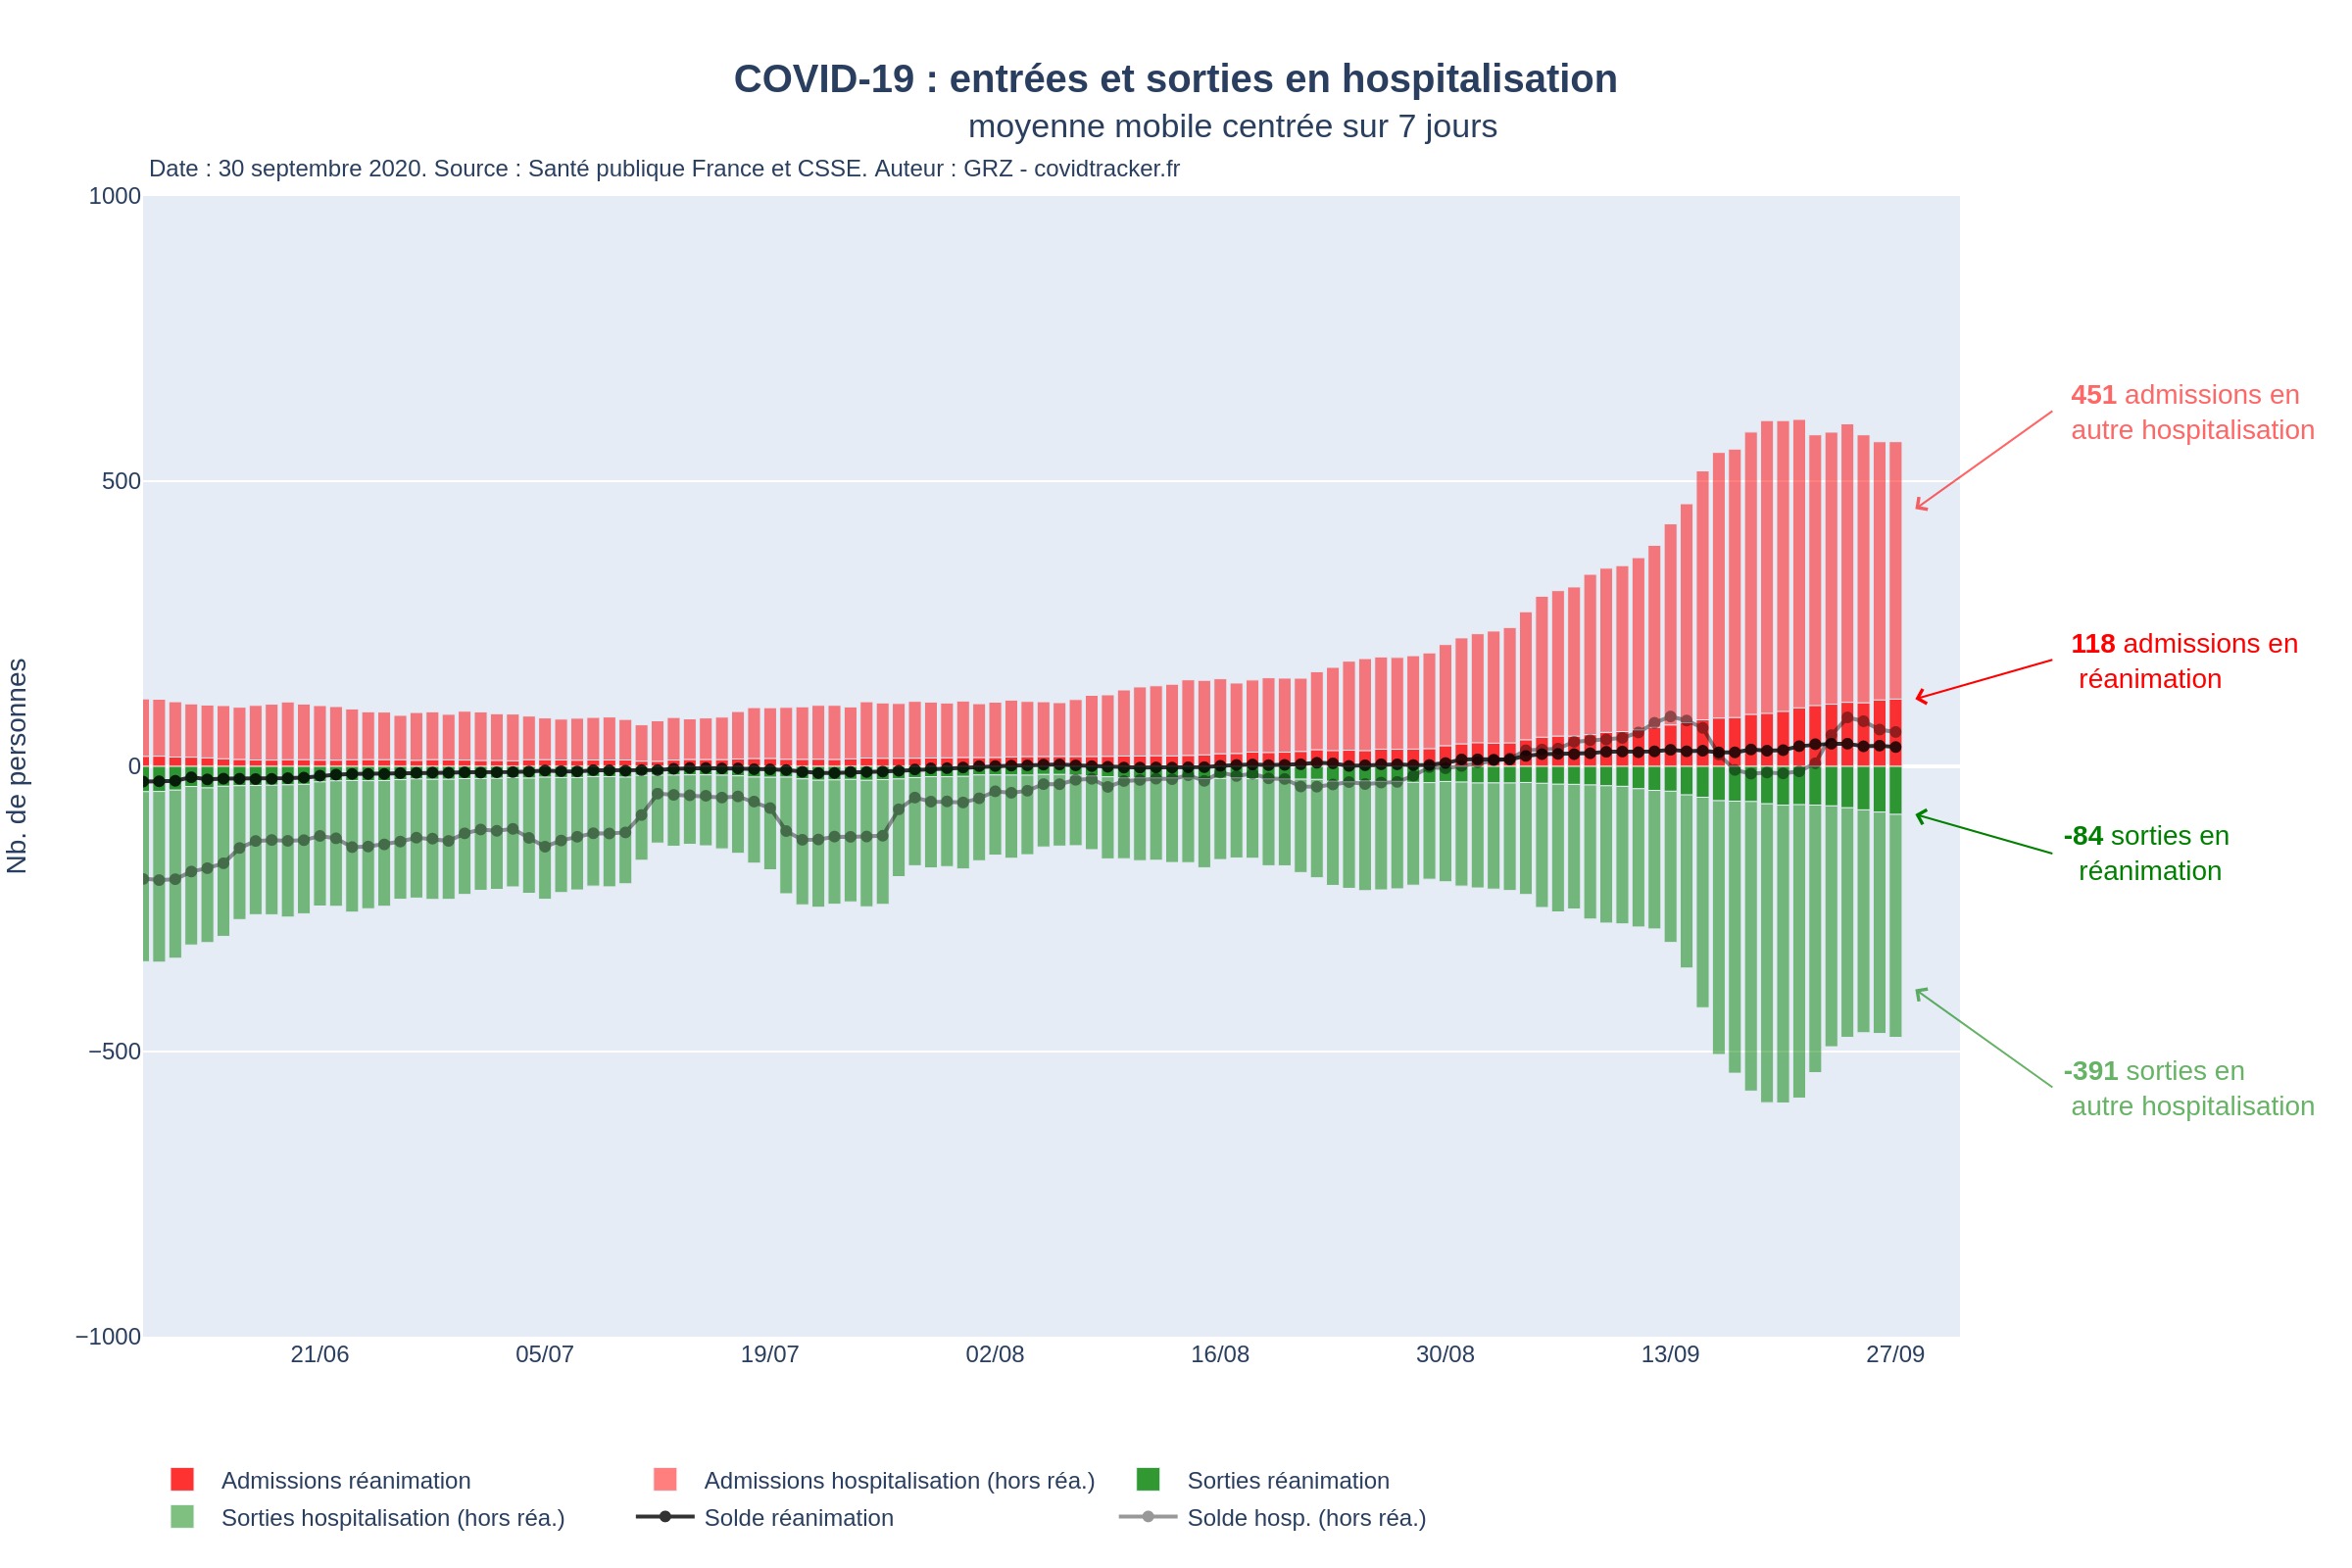 COVID-19 : entrées et sorties en hospitalisation
moyenne mobile centrée sur 7 jours
Date : 30 septembre 2020. Source : Santé publique France et CSSE. Auteur : GRZ - covidtracker.fr
Nb. de personnes
1000
500
0
−500
−1000
21/06
05/07
19/07
02/08
16/08
30/08
13/09
27/09
451 admissions en
autre hospitalisation
118 admissions en
réanimation
-84 sorties en
réanimation
-391 sorties en
autre hospitalisation
Admissions réanimation
Admissions hospitalisation (hors réa.)
Sorties réanimation
Sorties hospitalisation (hors réa.)
Solde réanimation
Solde hosp. (hors réa.)